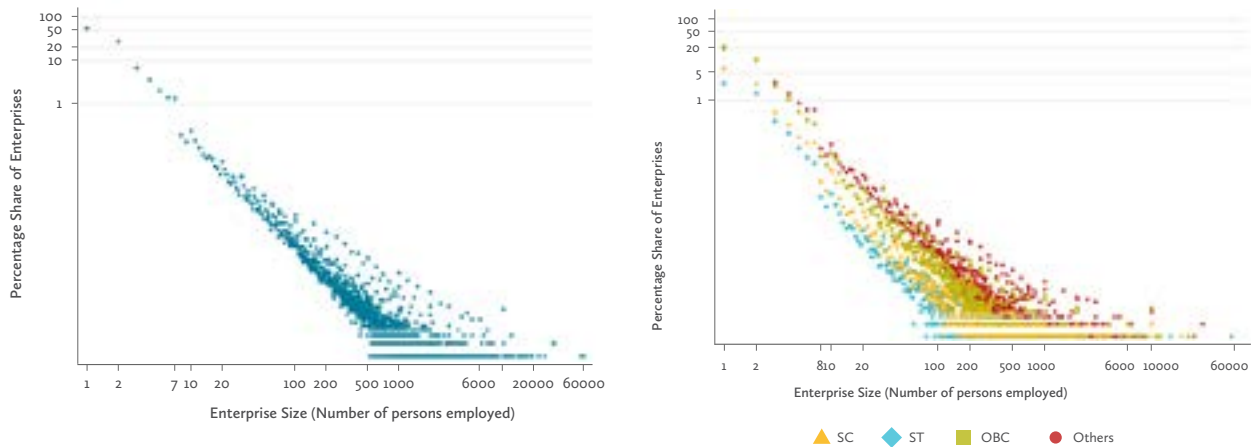 100
50
20
10
1
Percentage Share of Enterprises
1 2 7 10 20 100 200 500 1000 6000 20000 60000
Enterprise Size (Number of persons employed)
100
50
20
5
1
Percentage Share of Enterprises
1 2 810 20 100 200 500 1000 6000 10000 60000
Enterprise Size (Number of persons employed)
SC ST OBC Others